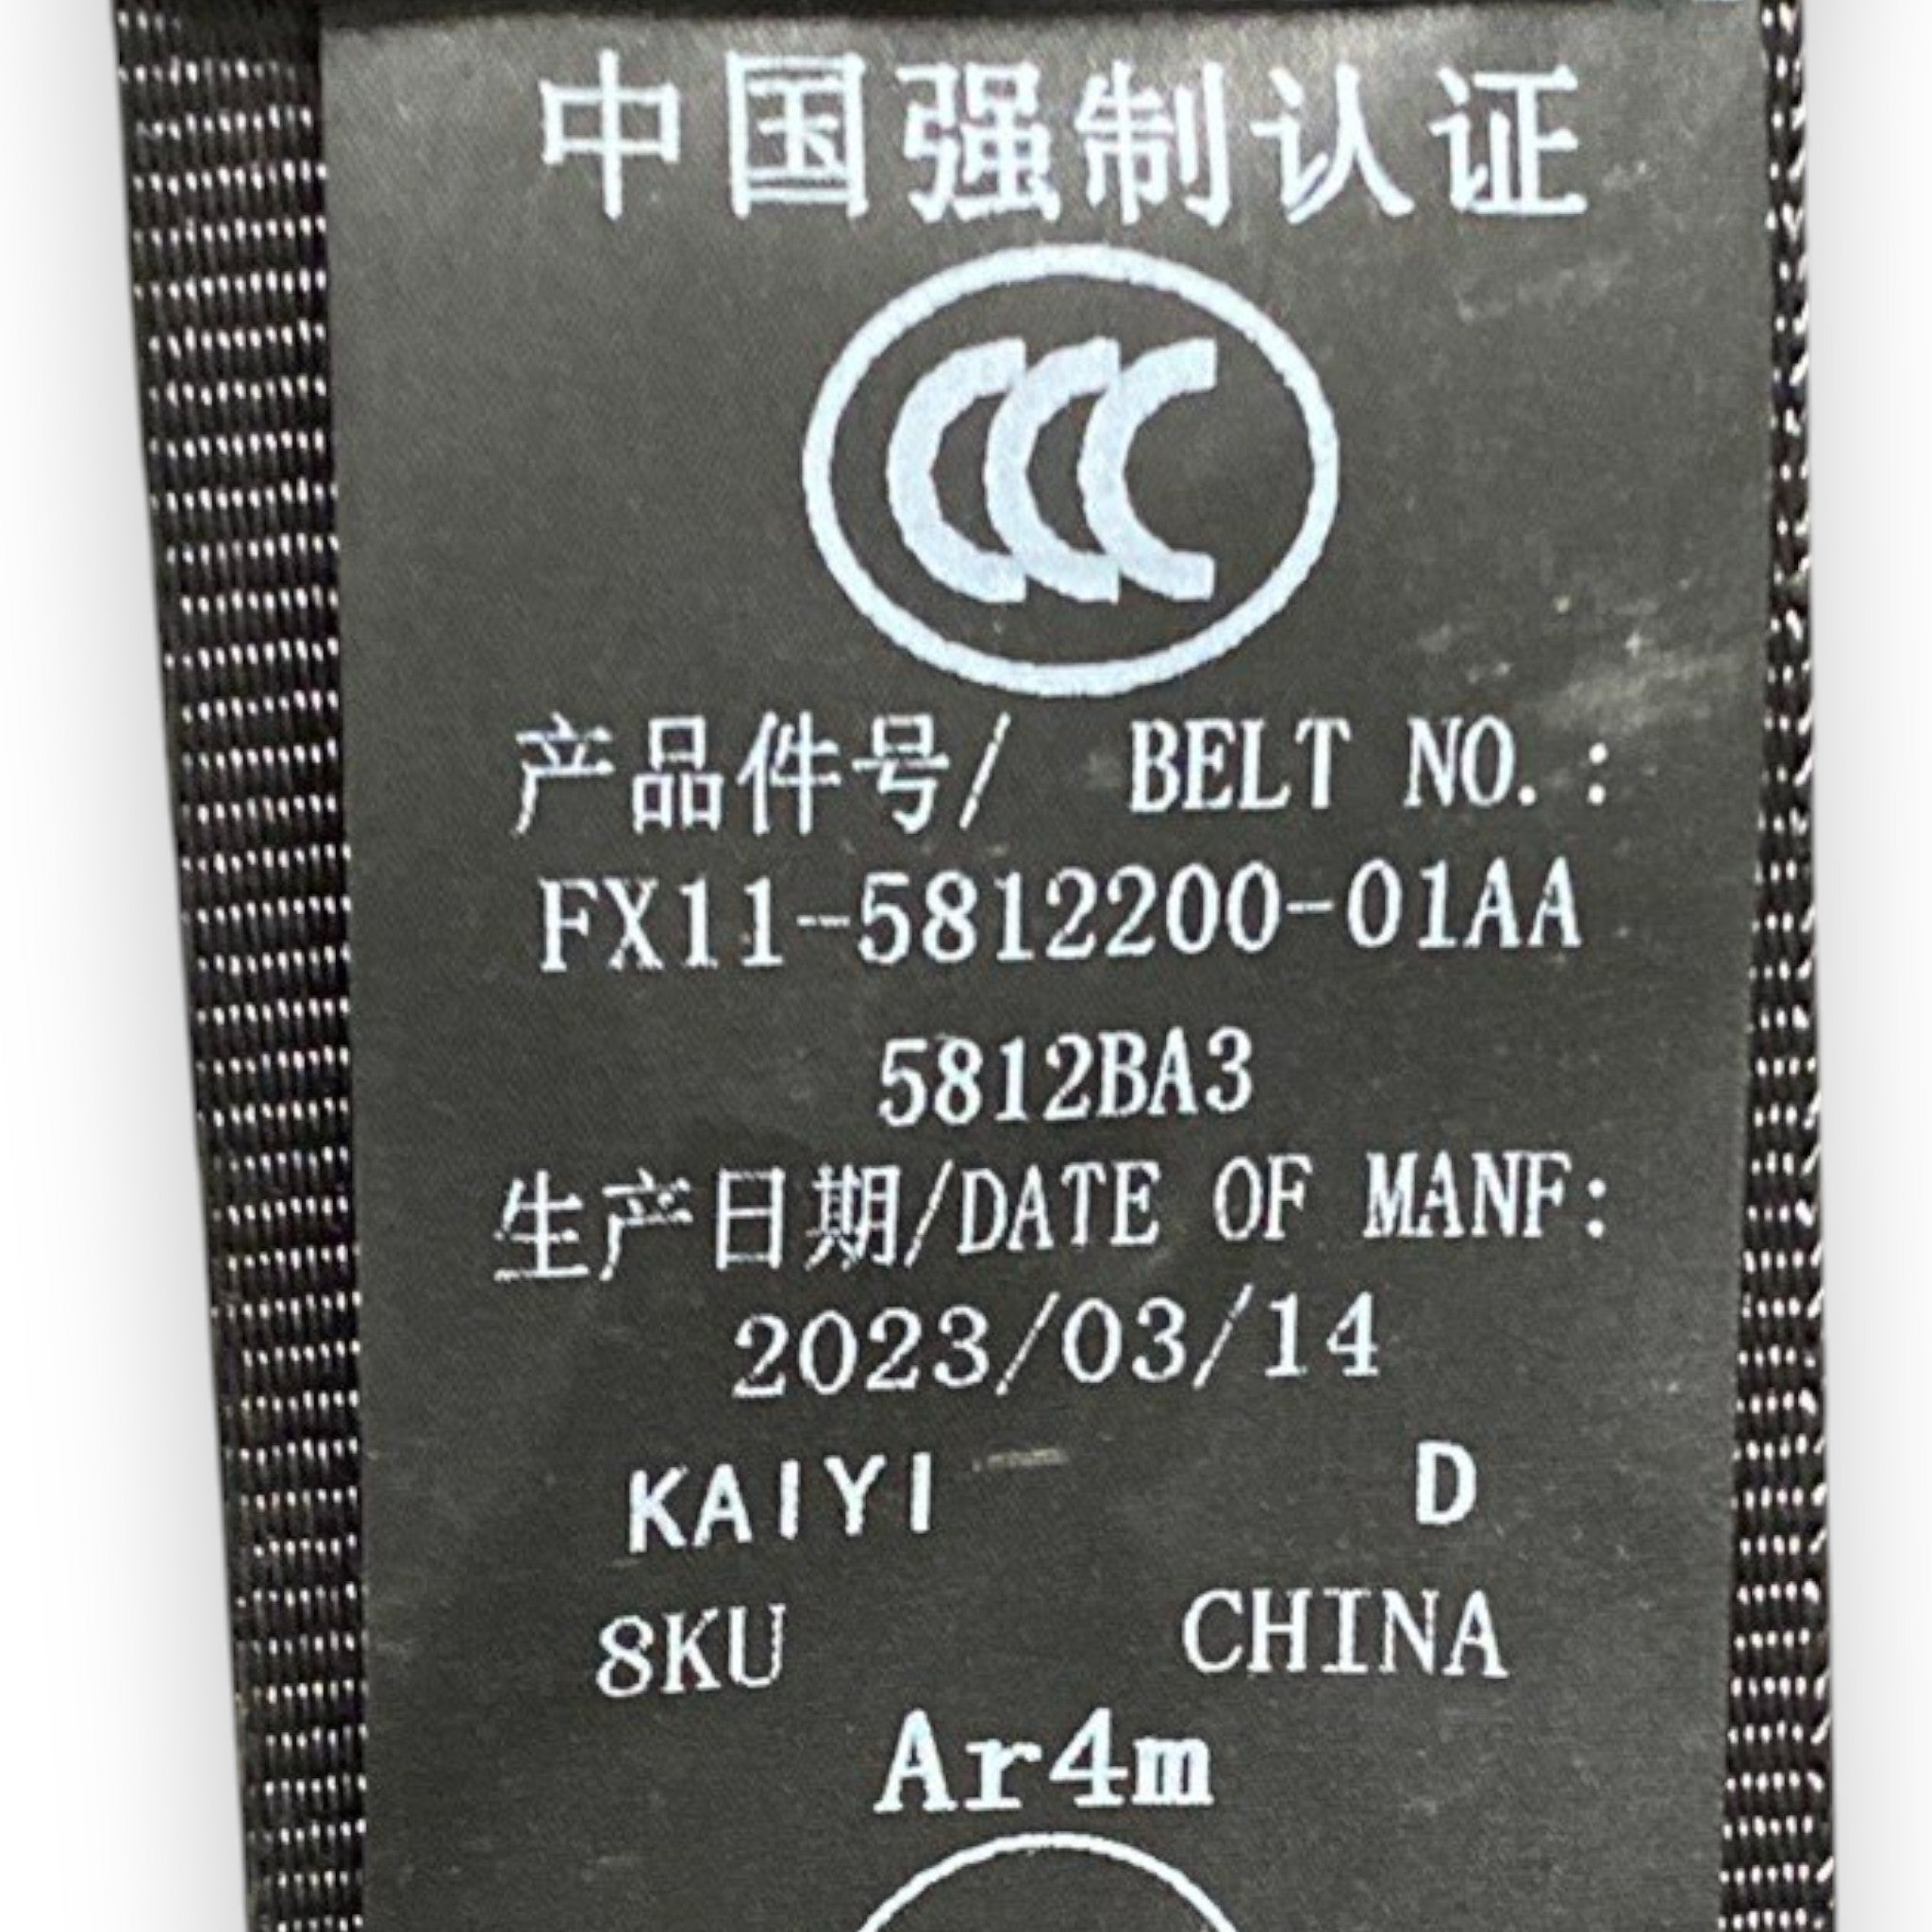 中国强制认证
CCC
产品件号/ BELT NO.:
FX11-5812200-01AA
5812BA3
生产日期/DATE OF MANF:
2023/03/14
KAIYI D
8KU CHINA
Ar4m